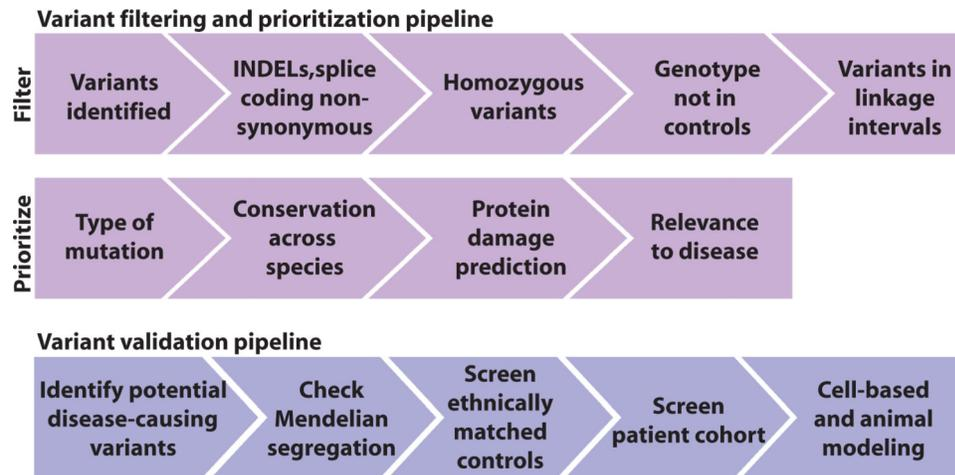 Variant filtering and prioritization pipeline
Filter
Variants
identified
INDELs,splice
coding non-
synonymous
Homozygous
variants
Genotype
not in
controls
Variants in
linkage
intervals
Prioritize
Type of
mutation
Conservation
across
species
Protein
damage
prediction
Relevance
to disease
Variant validation pipeline
Identify potential
disease-causing
variants
Check
Mendelian
segregation
Screen
ethnically
matched
controls
Screen
patient cohort
Cell-based
and animal
modeling